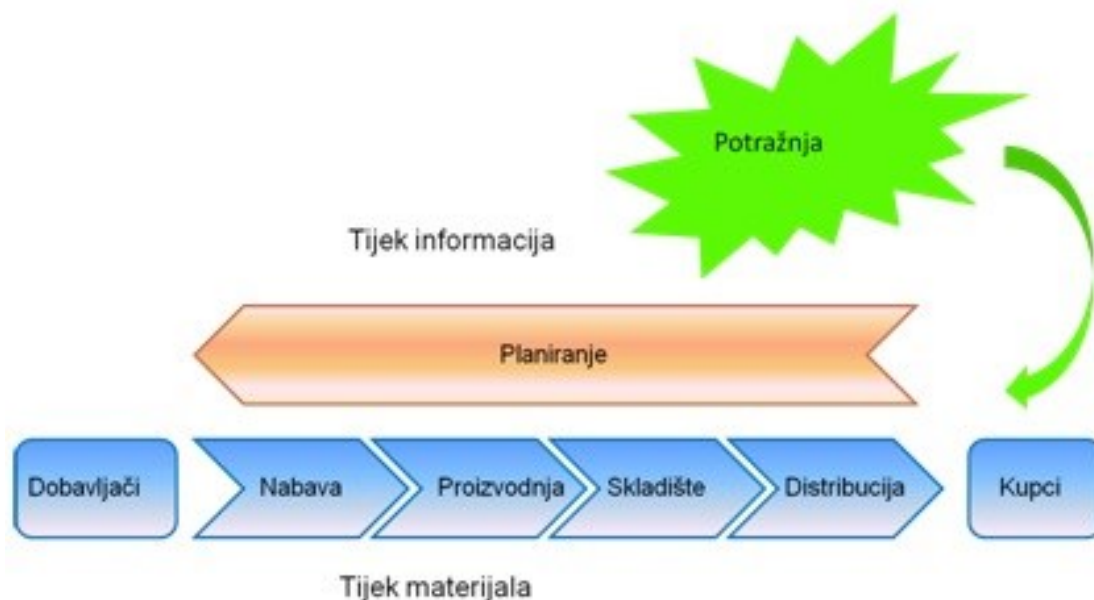 Potražnja
Tijek informacija
Planiranje
Dobavljači
Nabava
Proizvodnja
Skladište
Distribucija
Kupci
Tijek materijala